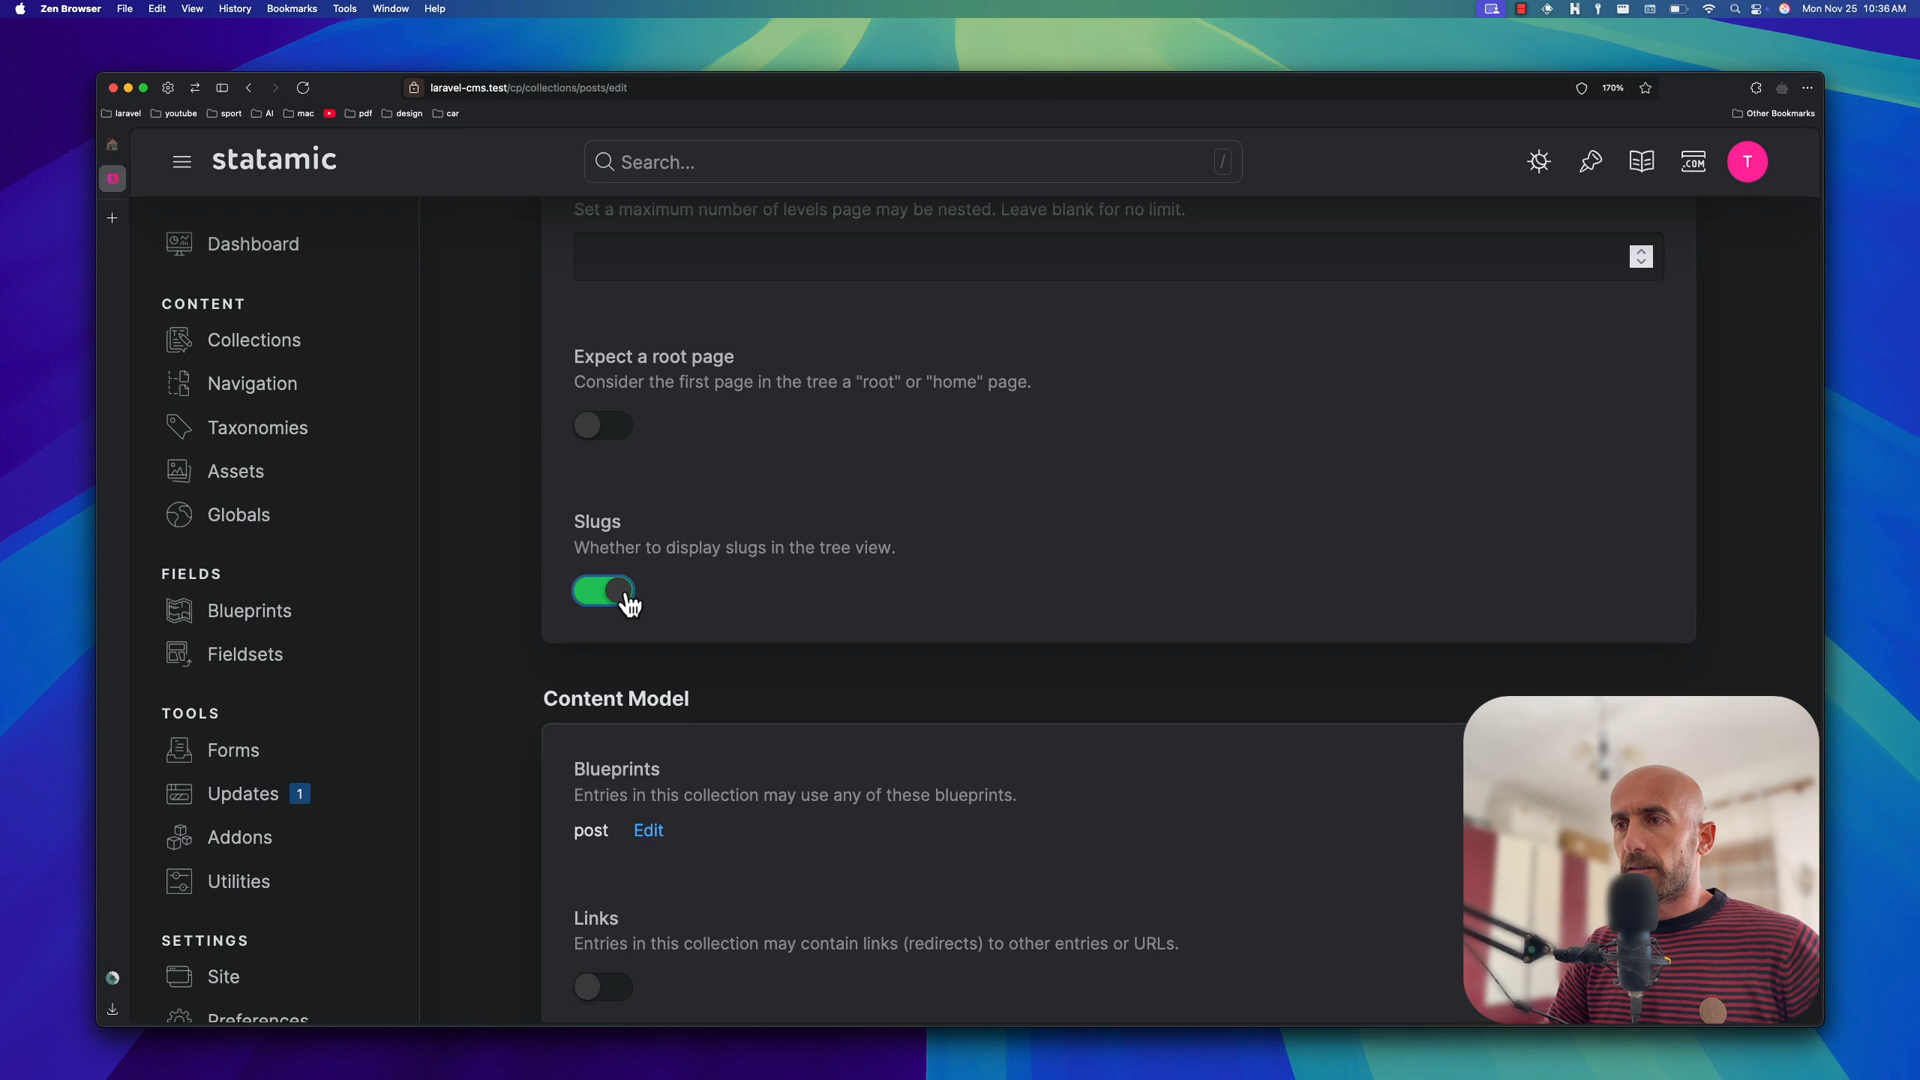 Zen Browser File Edit View History Bookmarks Tools Window Help
Mon Nov 25 10:36 AM
laravel-cms.test/cp/collections/posts/edit
170%
laravel youtube sport AI mac pdf design car
Other Bookmarks
statamic
Search...
/
.COM
T
Dashboard
CONTENT
Collections
Navigation
Taxonomies
Assets
Globals
FIELDS
Blueprints
Fieldsets
TOOLS
Forms
Updates 1
Addons
Utilities
SETTINGS
Site
Preferences
Set a maximum number of levels page may be nested. Leave blank for no limit.
Expect a root page
Consider the first page in the tree a "root" or "home" page.
Slugs
Whether to display slugs in the tree view.
Content Model
Blueprints
Entries in this collection may use any of these blueprints.
post Edit
Links
Entries in this collection may contain links (redirects) to other entries or URLs.